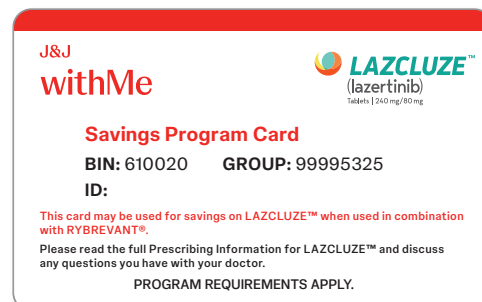 J&J
withMe
LAZCLUZE™
(lazertinib)
Tablets | 240 mg/80 mg
Savings Program Card
BIN: 610020 GROUP: 99995325
ID:
This card may be used for savings on LAZCLUZE™ when used in combination
with RYBREVANT®.
Please read the full Prescribing Information for LAZCLUZE™ and discuss
any questions you have with your doctor.
PROGRAM REQUIREMENTS APPLY.